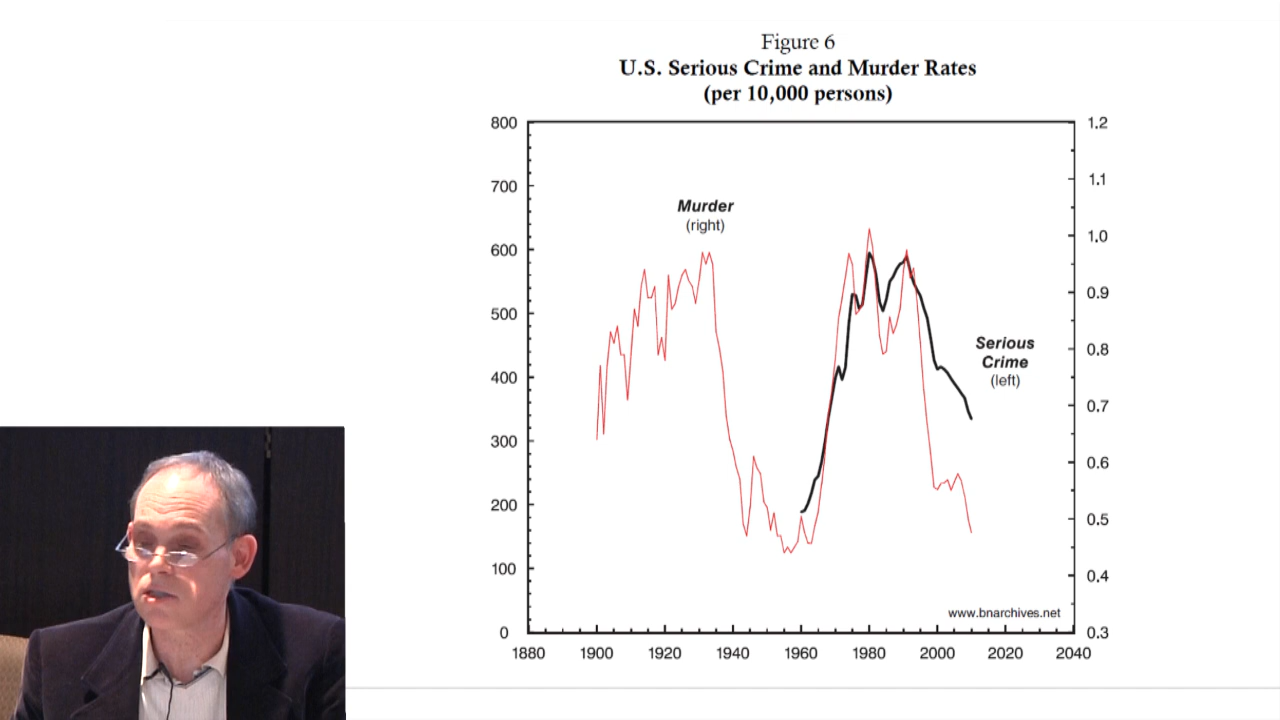 Figure 6
U.S. Serious Crime and Murder Rates
(per 10,000 persons)
800
700
600
500
400
300
200
100
0
1.2
1.1
1.0
0.9
0.8
0.7
0.6
0.5
0.4
0.3
Murder
(right)
Serious
Crime
(left)
www.bnarchives.net
1880 1900 1920 1940 1960 1980 2000 2020 2040